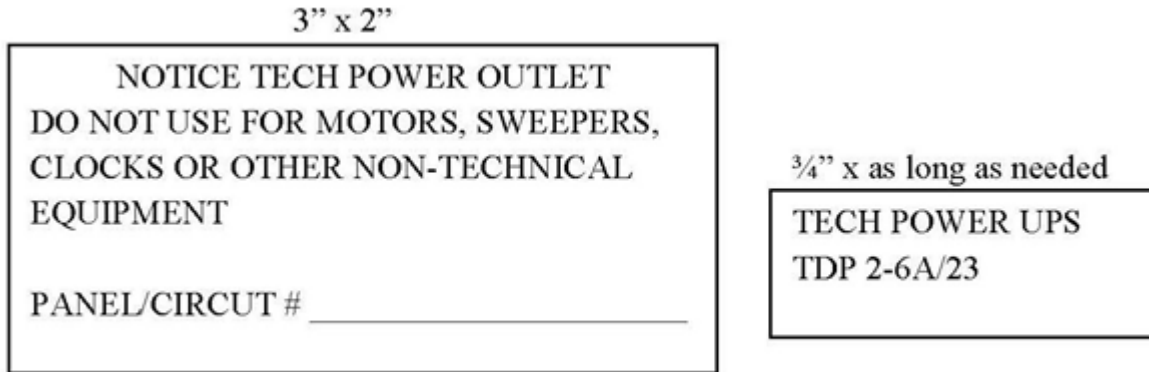 3” x 2”
NOTICE TECH POWER OUTLET
DO NOT USE FOR MOTORS, SWEEPERS,
CLOCKS OR OTHER NON-TECHNICAL
EQUIPMENT
PANEL/CIRCUT # ____________________
¾” x as long as needed
TECH POWER UPS
TDP 2-6A/23